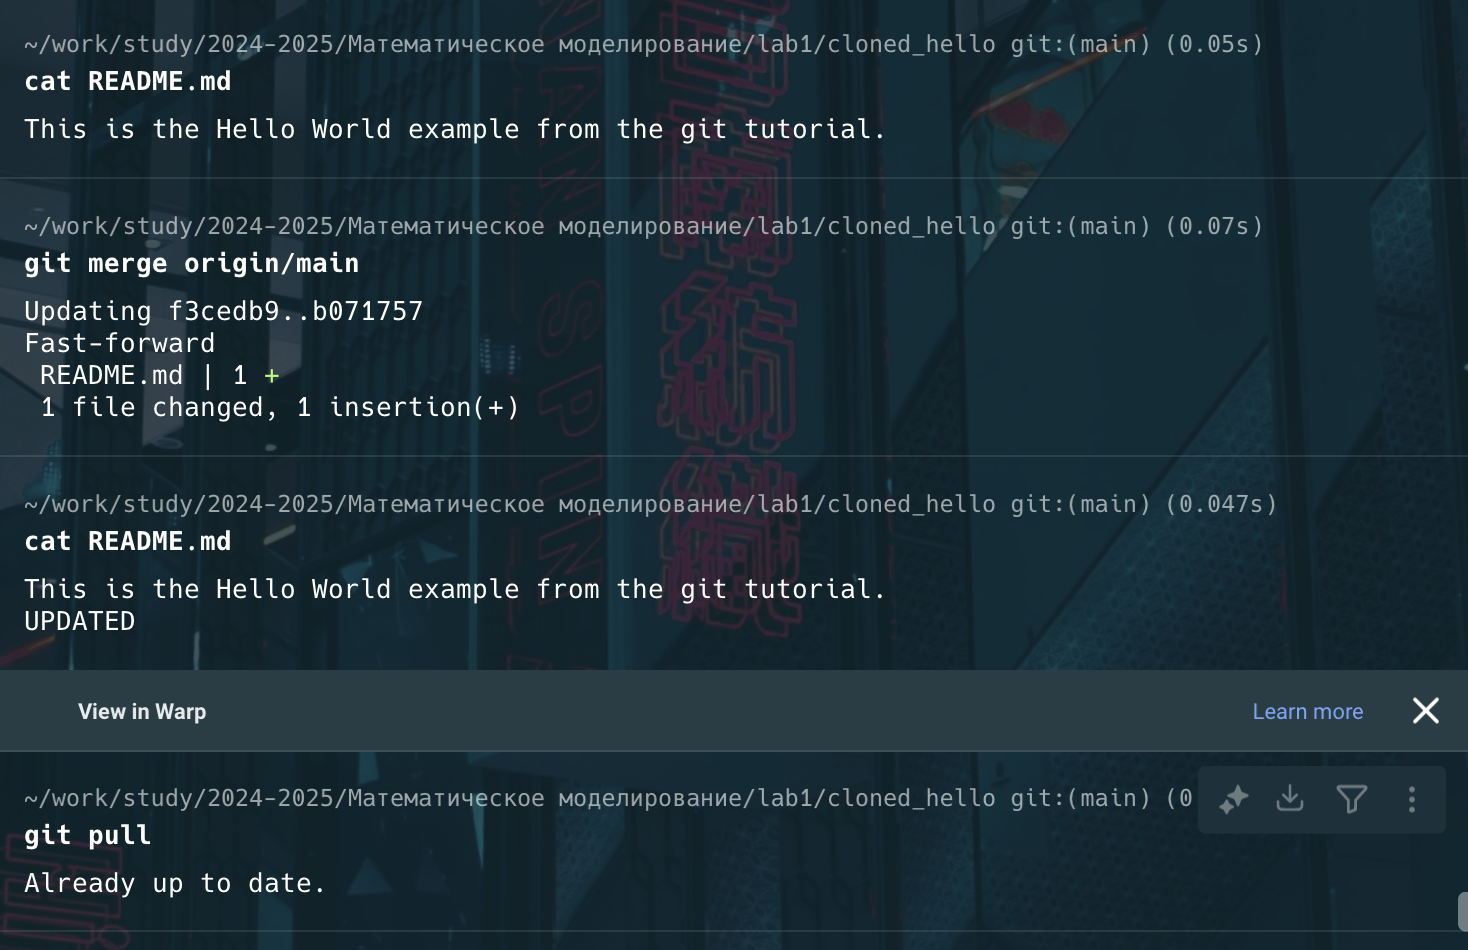 ~/work/study/2024-2025/Математическое моделирование/lab1/cloned_hello git:(main) (0.05s)
cat README.md
This is the Hello World example from the git tutorial.
~/work/study/2024-2025/Математическое моделирование/lab1/cloned_hello git:(main) (0.07s)
git merge origin/main
Updating f3cedb9..b071757
Fast-forward
 README.md | 1 +
 1 file changed, 1 insertion(+)
~/work/study/2024-2025/Математическое моделирование/lab1/cloned_hello git:(main) (0.047s)
cat README.md
This is the Hello World example from the git tutorial.
UPDATED
View in Warp Learn more
~/work/study/2024-2025/Математическое моделирование/lab1/cloned_hello git:(main) (0
git pull
Already up to date.